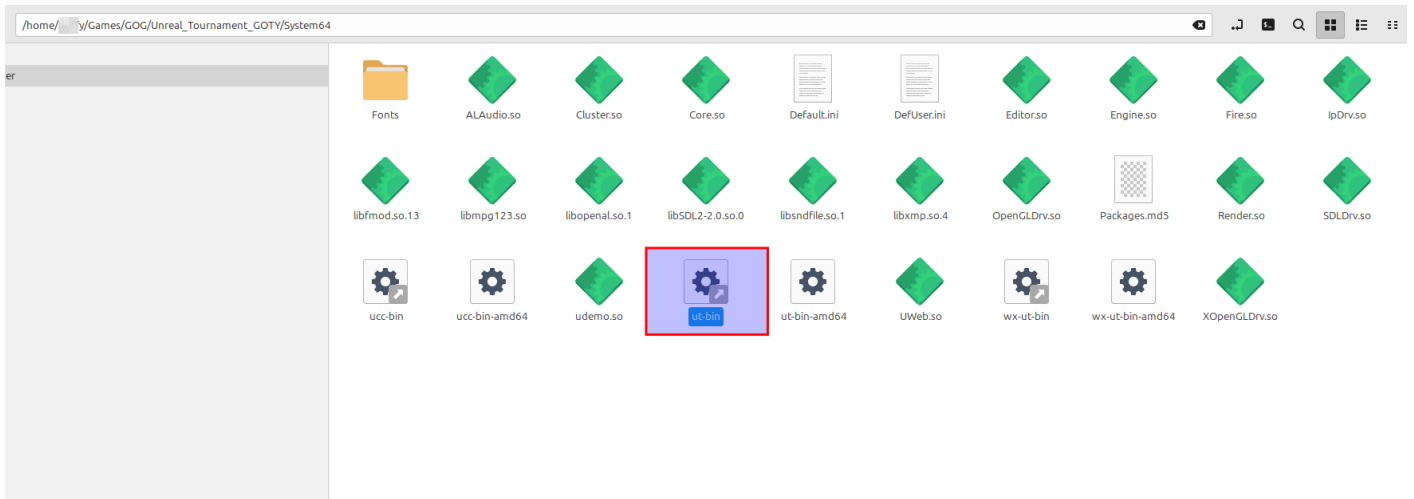 /home/ y/Games/GOG/Unreal_Tournament_GOTY/System64
er
Fonts
ALAudio.so
Cluster.so
Core.so
Default.ini
DefUser.ini
Editor.so
Engine.so
Fire.so
IpDrv.so
libfmod.so.13
libmpg123.so
libopenal.so.1
libSDL2-2.0.so.0
libsndfile.so.1
libxmp.so.4
OpenGLDrv.so
Packages.md5
Render.so
SDLDrv.so
ucc-bin
ucc-bin-amd64
udemo.so
ut-bin
ut-bin-amd64
UWeb.so
wx-ut-bin
wx-ut-bin-amd64
XOpenGLDrv.so